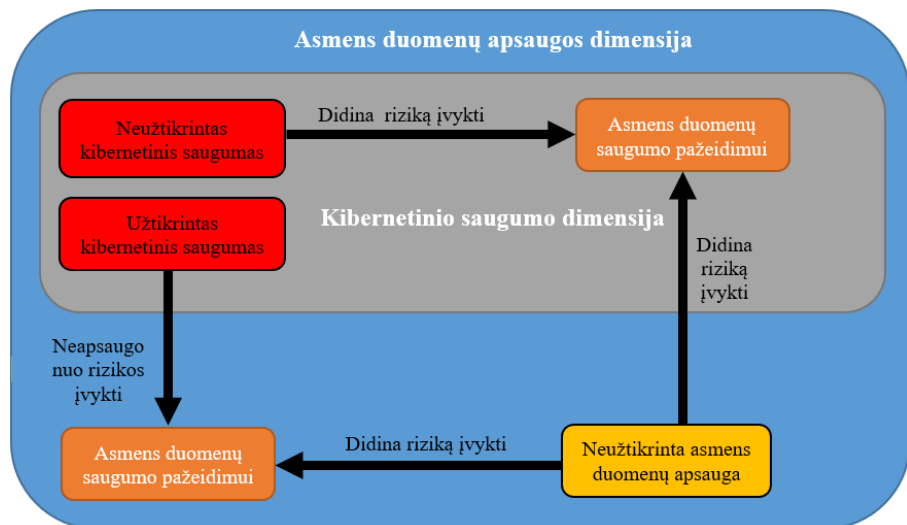 Asmens duomenų apsaugos dimensija
Neužtikrintas
kibernetinis saugumas
Didina riziką įvykti
Asmens duomenų
saugumo pažeidimui
Užtikrintas
kibernetinis saugumas
Kibernetinio saugumo dimensija
Didina
riziką
įvykti
Neapsaugo
nuo rizikos
įvykti
Asmens duomenų
saugumo pažeidimui
Didina riziką įvykti
Neužtikrinta asmens
duomenų apsauga